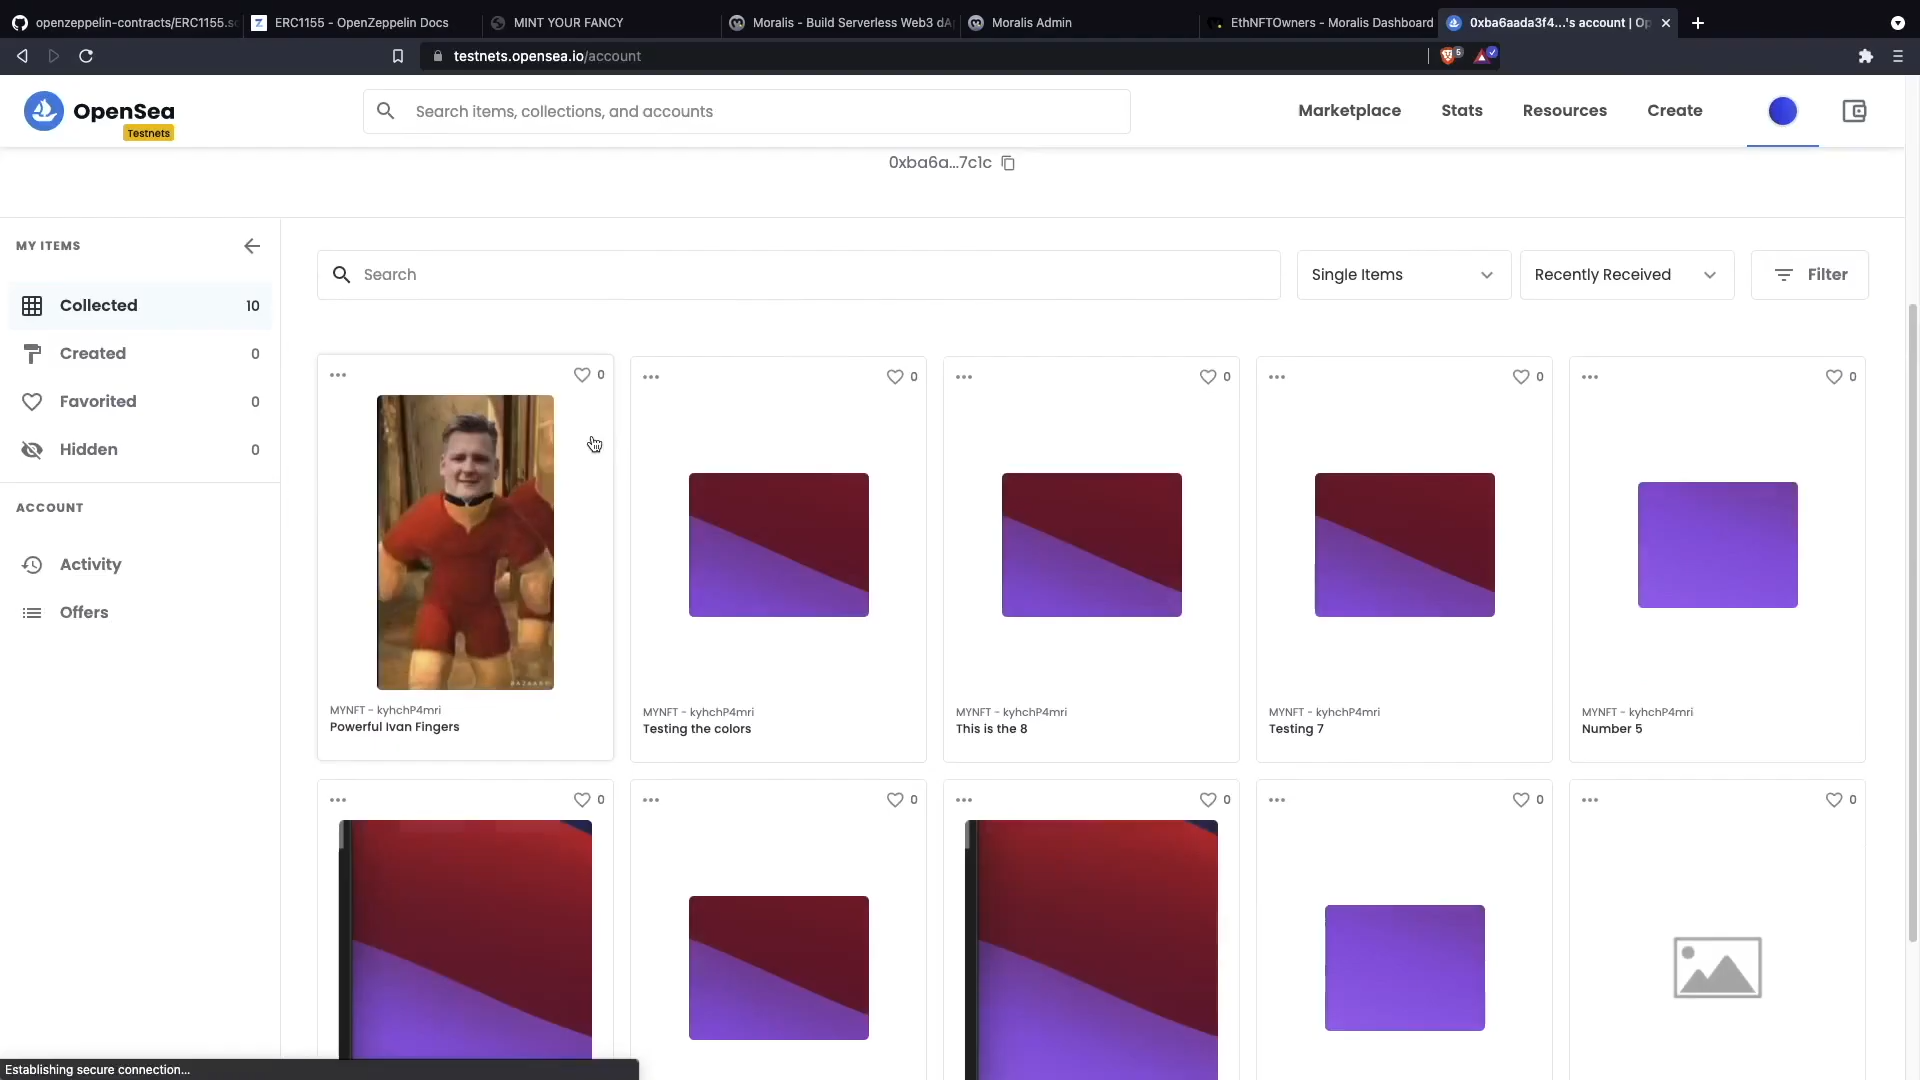 openzeppelin-contracts/ERC1155.s
ERC1155 - OpenZeppelin Docs
MINT YOUR FANCY
Moralis - Build Serverless Web3 dA
Moralis Admin
EthNFTOwners - Moralis Dashboard
0xba6aada3f4...'s account | Op
testnets.opensea.io/account
5
OpenSea
Testnets
Search items, collections, and accounts
Marketplace
Stats
Resources
Create
0xba6a...7c1c
MY ITEMS
Search
Single Items
Recently Received
Filter
Collected 10
Created 0
Favorited 0
Hidden 0
ACCOUNT
Activity
Offers
0
0
0
0
0
MYNFT - kyhchP4mri
Powerful Ivan Fingers
MYNFT - kyhchP4mri
Testing the colors
MYNFT - kyhchP4mri
This is the 8
MYNFT - kyhchP4mri
Testing 7
MYNFT - kyhchP4mri
Number 5
0
0
0
0
0
Establishing secure connection...